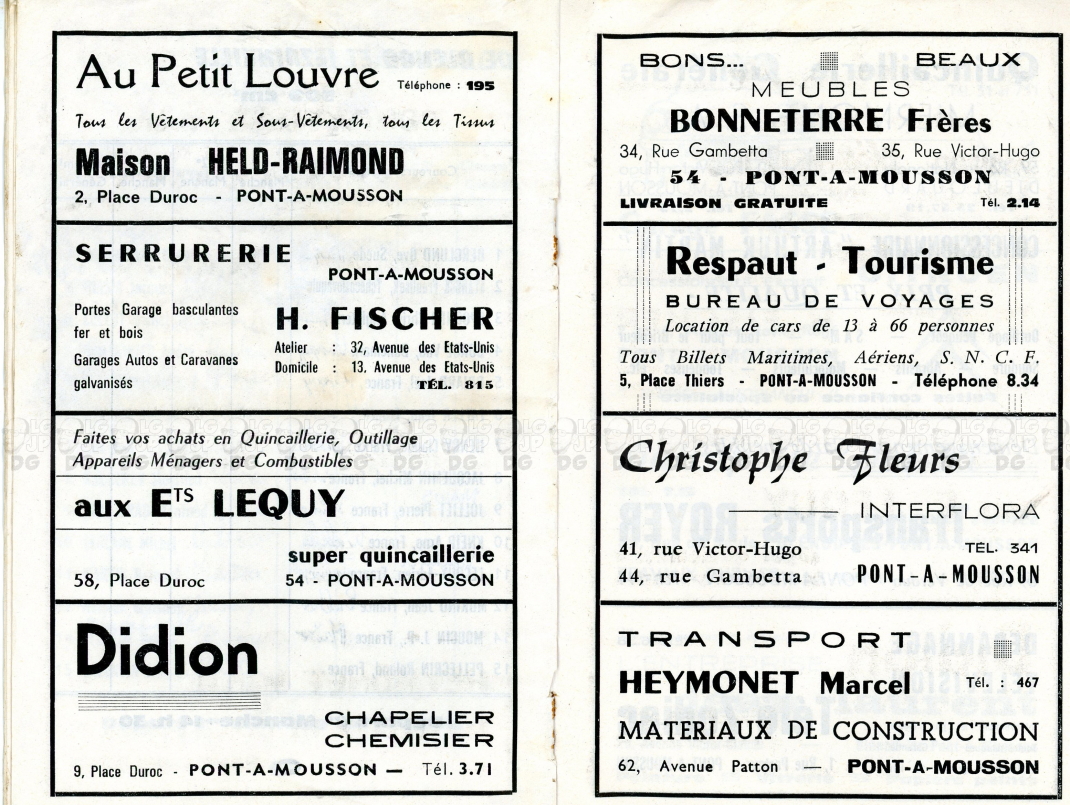 Au Petit Louvre Téléphone : 195
Tous les Vêtements et Sous-Vêtements, tous les Tissus
Maison HELD-RAIMOND
2, Place Duroc - PONT-A-MOUSSON
SERRURERIE
PONT-A-MOUSSON
Portes Garage basculantes
fer et bois
Garages Autos et Caravanes
galvanisés
H. FISCHER
Atelier : 32, Avenue des Etats-Unis
Domicile : 13, Avenue des Etats-Unis
TÉL. 815
Faites vos achats en Quincaillerie, Outillage
Appareils Ménagers et Combustibles
aux ETS LEQUY
super quincaillerie
58, Place Duroc 54 - PONT-A-MOUSSON
Didion
CHAPELIER
CHEMISIER
9, Place Duroc - PONT-A-MOUSSON — Tél. 3.71
BONS... BEAUX
MEUBLES
BONNETERRE Frères
34, Rue Gambetta 35, Rue Victor-Hugo
54 - PONT-A-MOUSSON
LIVRAISON GRATUITE Tél. 2.14
Respaut - Tourisme
BUREAU DE VOYAGES
Location de cars de 13 à 66 personnes
Tous Billets Maritimes, Aériens, S. N. C. F.
5, Place Thiers - PONT-A-MOUSSON - Téléphone 8.34
Christophe Fleurs
INTERFLORA
41, rue Victor-Hugo TEL. 341
44, rue Gambetta PONT-A-MOUSSON
TRANSPORT
HEYMONET Marcel Tél. : 467
MATERIAUX DE CONSTRUCTION
62, Avenue Patton — PONT-A-MOUSSON